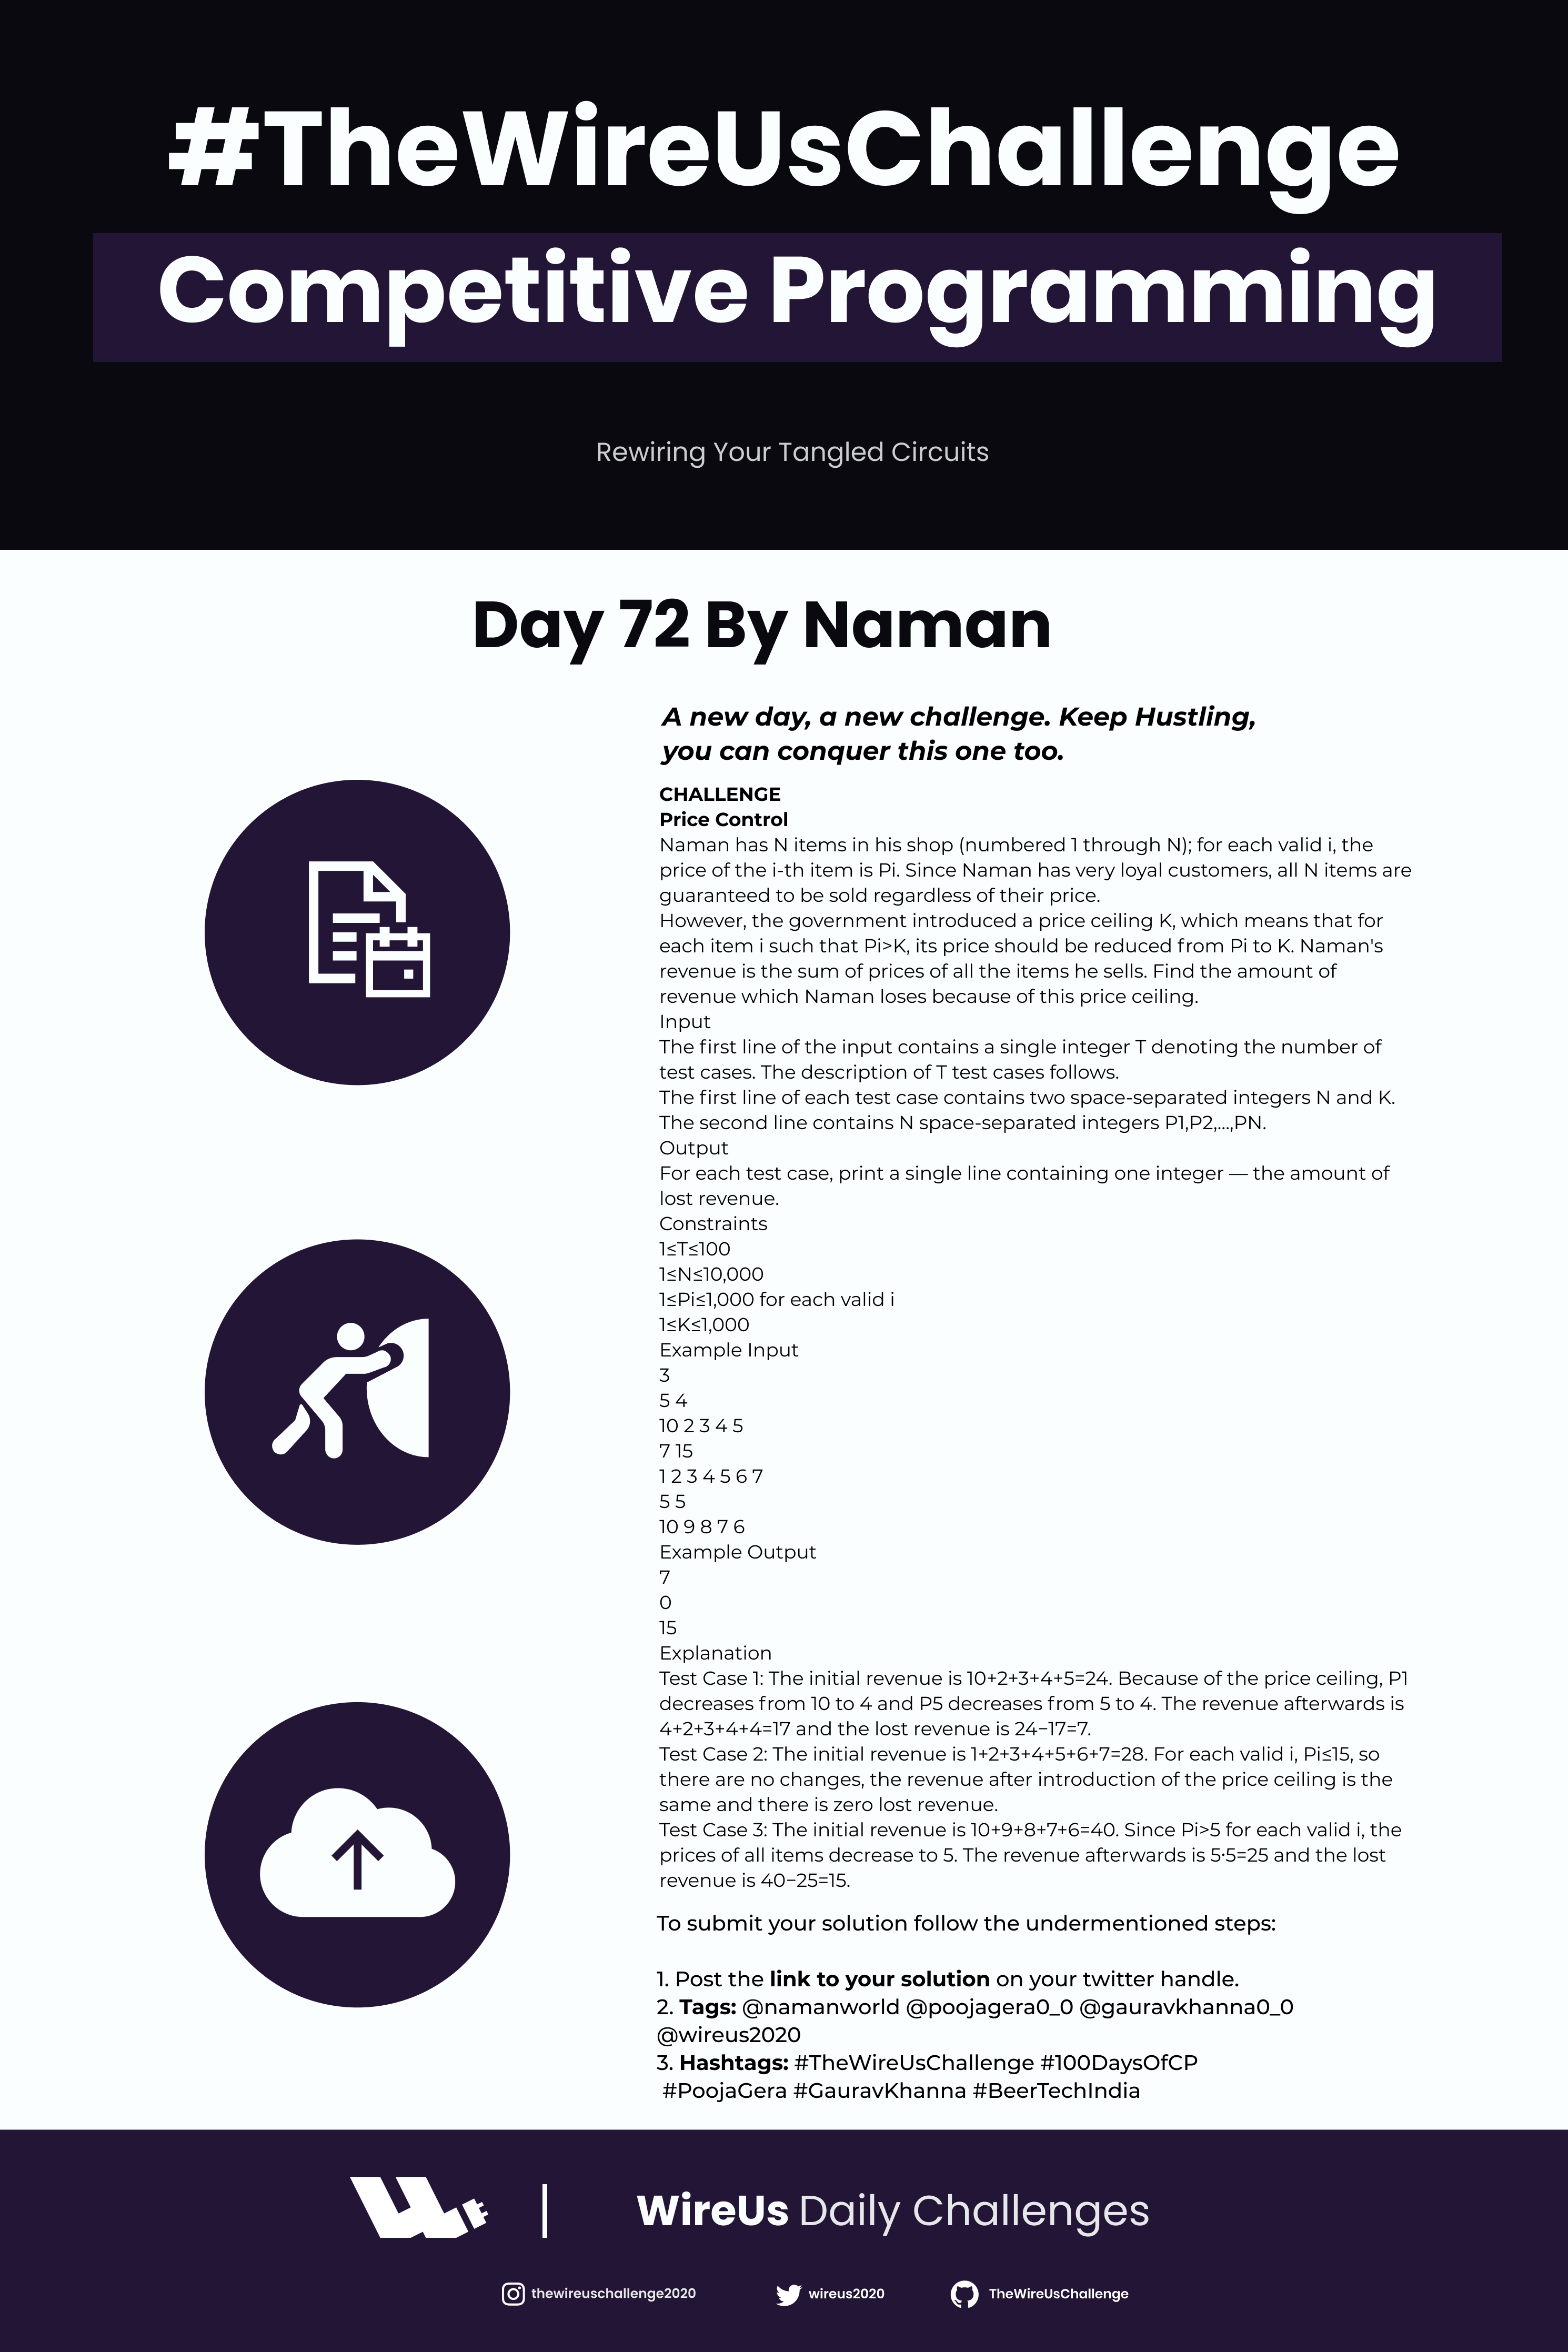 #TheWireUsChallenge
Competitive Programming
Rewiring Your Tangled Circuits
Day 72 By Naman
A new day, a new challenge. Keep Hustling,
you can conquer this one too.
CHALLENGE
Price Control
Naman has N items in his shop (numbered 1 through N); for each valid i, the
price of the i-th item is Pi. Since Naman has very loyal customers, all N items are
guaranteed to be sold regardless of their price.
However, the government introduced a price ceiling K, which means that for
each item i such that Pi>K, its price should be reduced from Pi to K. Naman's
revenue is the sum of prices of all the items he sells. Find the amount of
revenue which Naman loses because of this price ceiling.
Input
The first line of the input contains a single integer T denoting the number of
test cases. The description of T test cases follows.
The first line of each test case contains two space-separated integers N and K.
The second line contains N space-separated integers P1,P2,...,PN.
Output
For each test case, print a single line containing one integer — the amount of
lost revenue.
Constraints
1≤T≤100
1≤N≤10,000
1≤Pi≤1,000 for each valid i
1≤K≤1,000
Example Input
3
5 4
10 2 3 4 5
7 15
1 2 3 4 5 6 7
5 5
10 9 8 7 6
Example Output
7
0
15
Explanation
Test Case 1: The initial revenue is 10+2+3+4+5=24. Because of the price ceiling, P1
decreases from 10 to 4 and P5 decreases from 5 to 4. The revenue afterwards is
4+2+3+4+4=17 and the lost revenue is 24−17=7.
Test Case 2: The initial revenue is 1+2+3+4+5+6+7=28. For each valid i, Pi≤15, so
there are no changes, the revenue after introduction of the price ceiling is the
same and there is zero lost revenue.
Test Case 3: The initial revenue is 10+9+8+7+6=40. Since Pi>5 for each valid i, the
prices of all items decrease to 5. The revenue afterwards is 5·5=25 and the lost
revenue is 40−25=15.
To submit your solution follow the undermentioned steps:
1. Post the link to your solution on your twitter handle.
2. Tags: @namanworld @poojagera0_0 @gauravkhanna0_0
@wireus2020
3. Hashtags: #TheWireUsChallenge #100DaysOfCP
#PoojaGera #GauravKhanna #BeerTechIndia
WireUs Daily Challenges
thewireuschallenge2020
wireus2020
TheWireUsChallenge